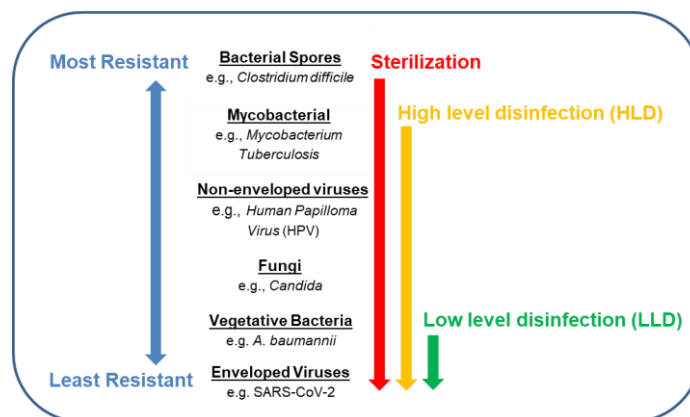 Most Resistant
Bacterial Spores
e.g., Clostridium difficile
Sterilization
Mycobacterial
e.g., Mycobacterium
Tuberculosis
High level disinfection (HLD)
Non-enveloped viruses
e.g., Human Papilloma
Virus (HPV)
Fungi
e.g., Candida
Vegetative Bacteria
e.g. A. baumannii
Low level disinfection (LLD)
Least Resistant
Enveloped Viruses
e.g. SARS-CoV-2